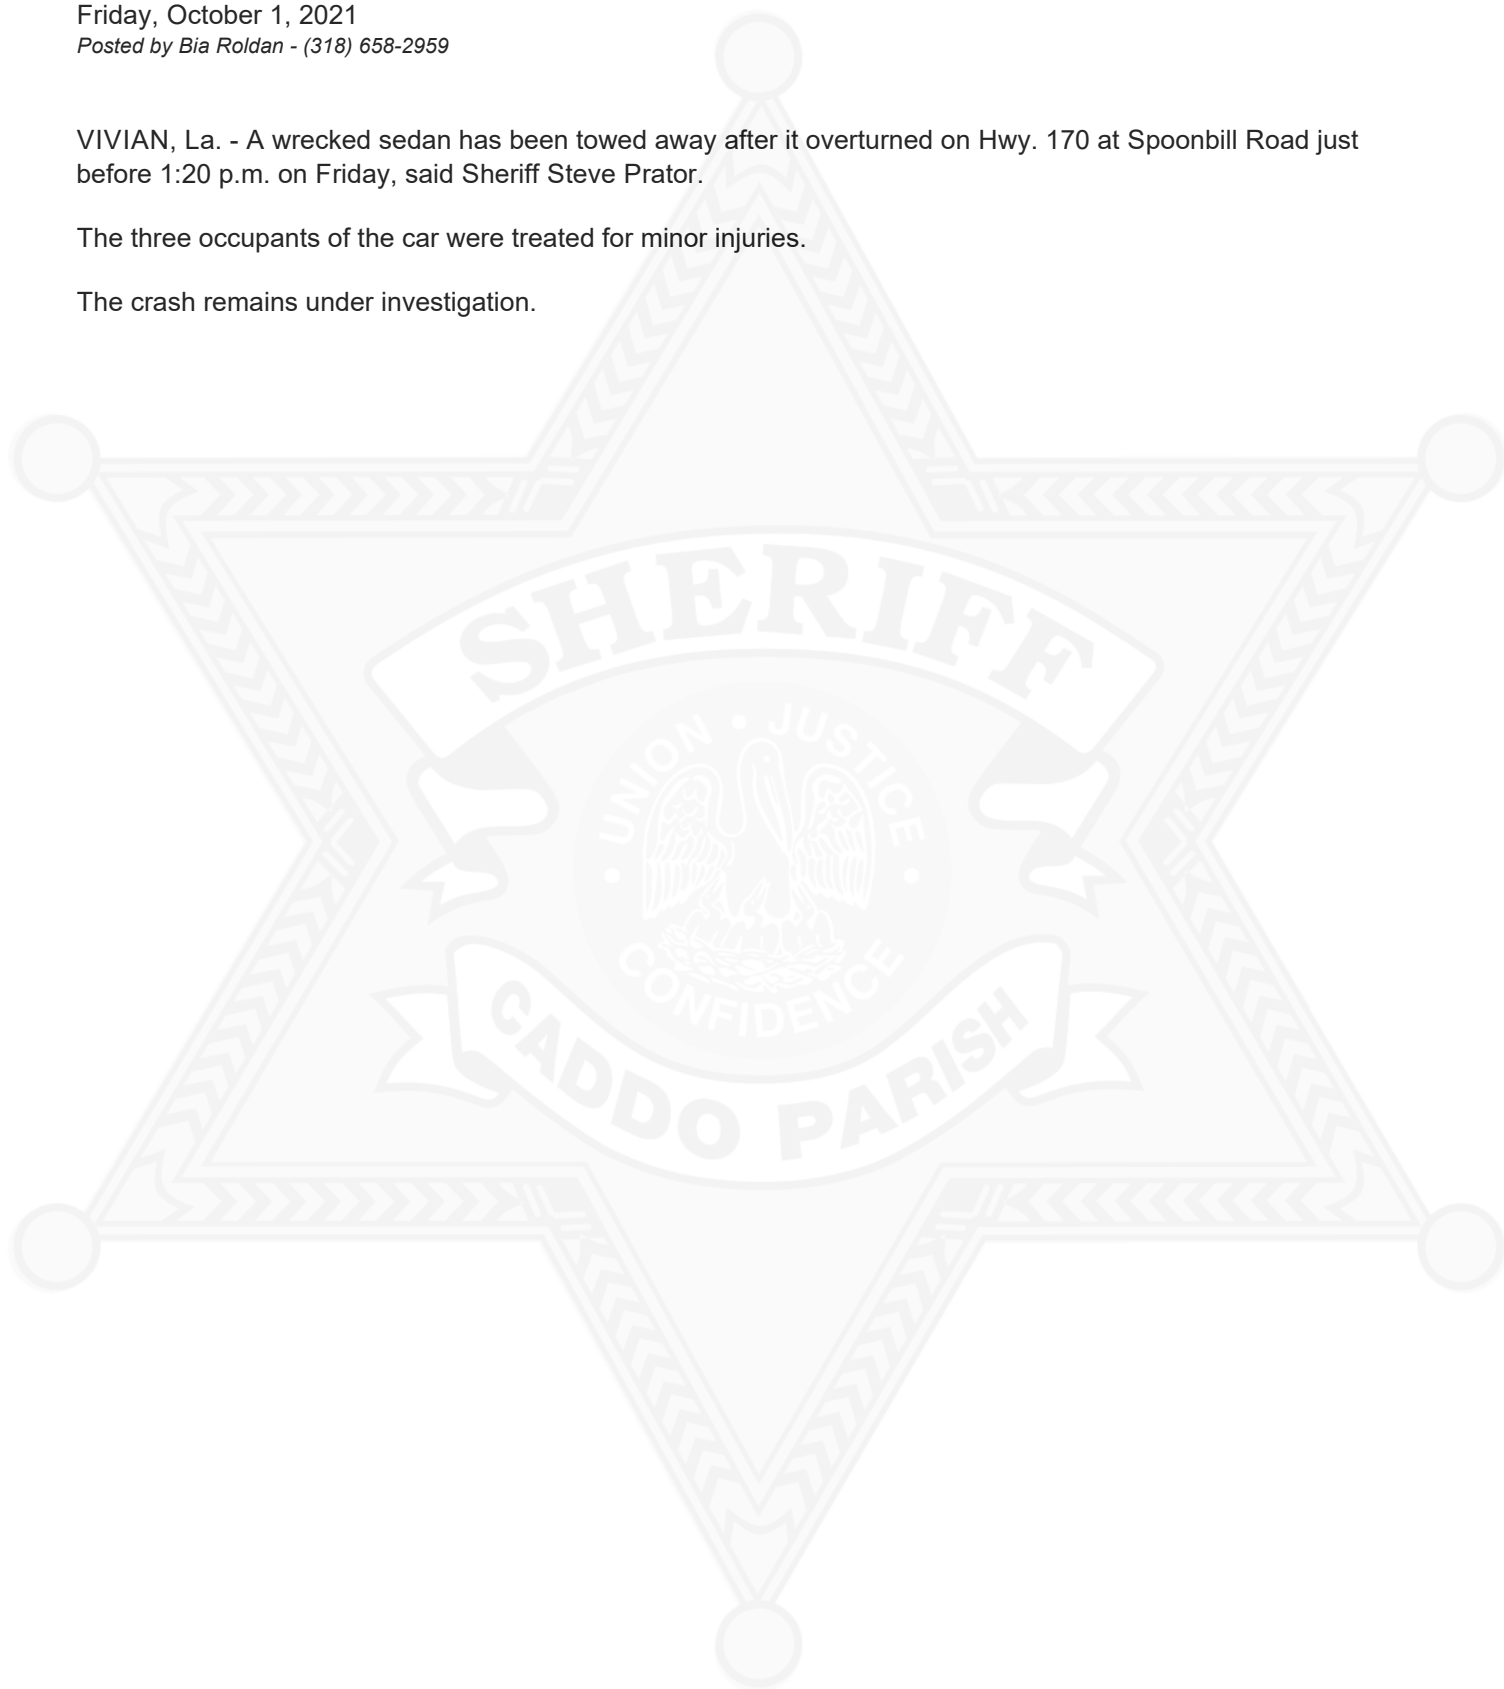 Friday, October 1, 2021
Posted by Bia Roldan - (318) 658-2959
VIVIAN, La. - A wrecked sedan has been towed away after it overturned on Hwy. 170 at Spoonbill Road just
before 1:20 p.m. on Friday, said Sheriff Steve Prator.
The three occupants of the car were treated for minor injuries.
The crash remains under investigation.
SHERIFF
UNION • JUSTICE
• CONFIDENCE •
CADDO PARISH